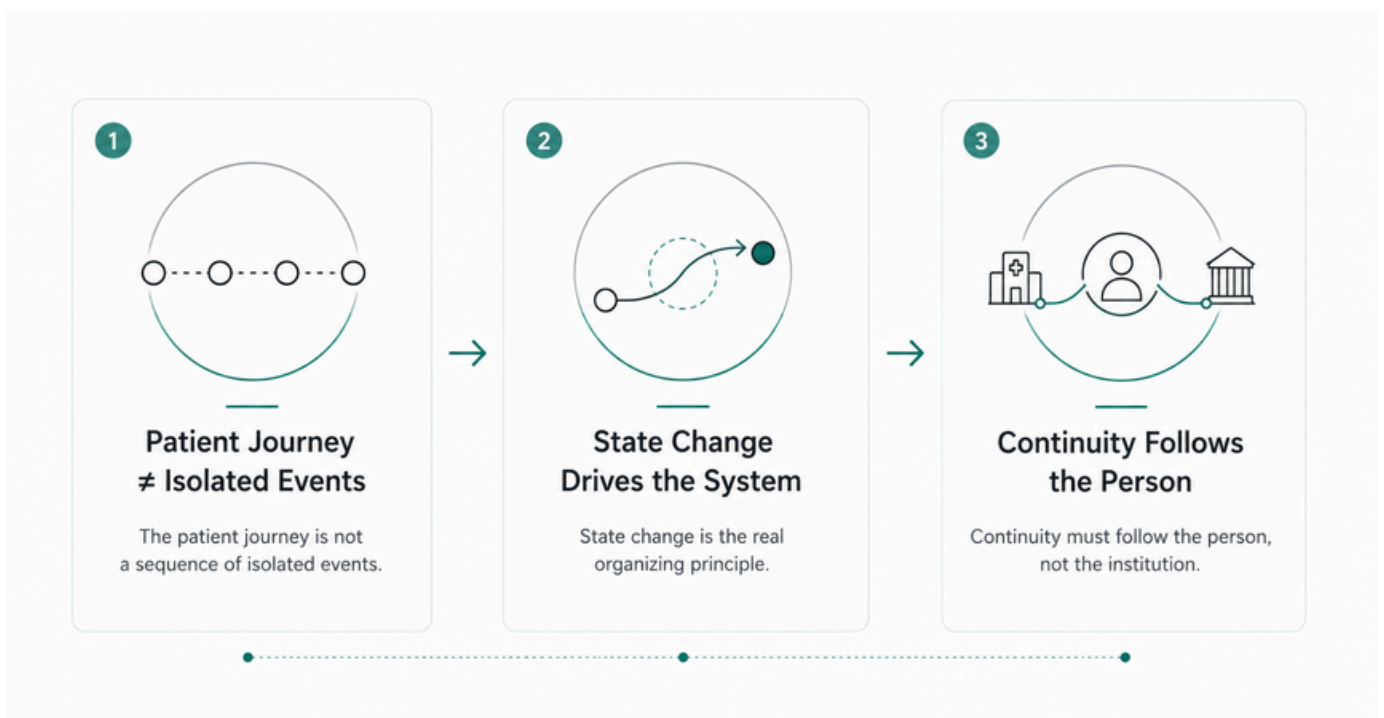 1
Patient Journey
≠ Isolated Events
The patient journey is not
a sequence of isolated events.
2
State Change
Drives the System
State change is the real
organizing principle.
3
Continuity Follows
the Person
Continuity must follow the person,
not the institution.